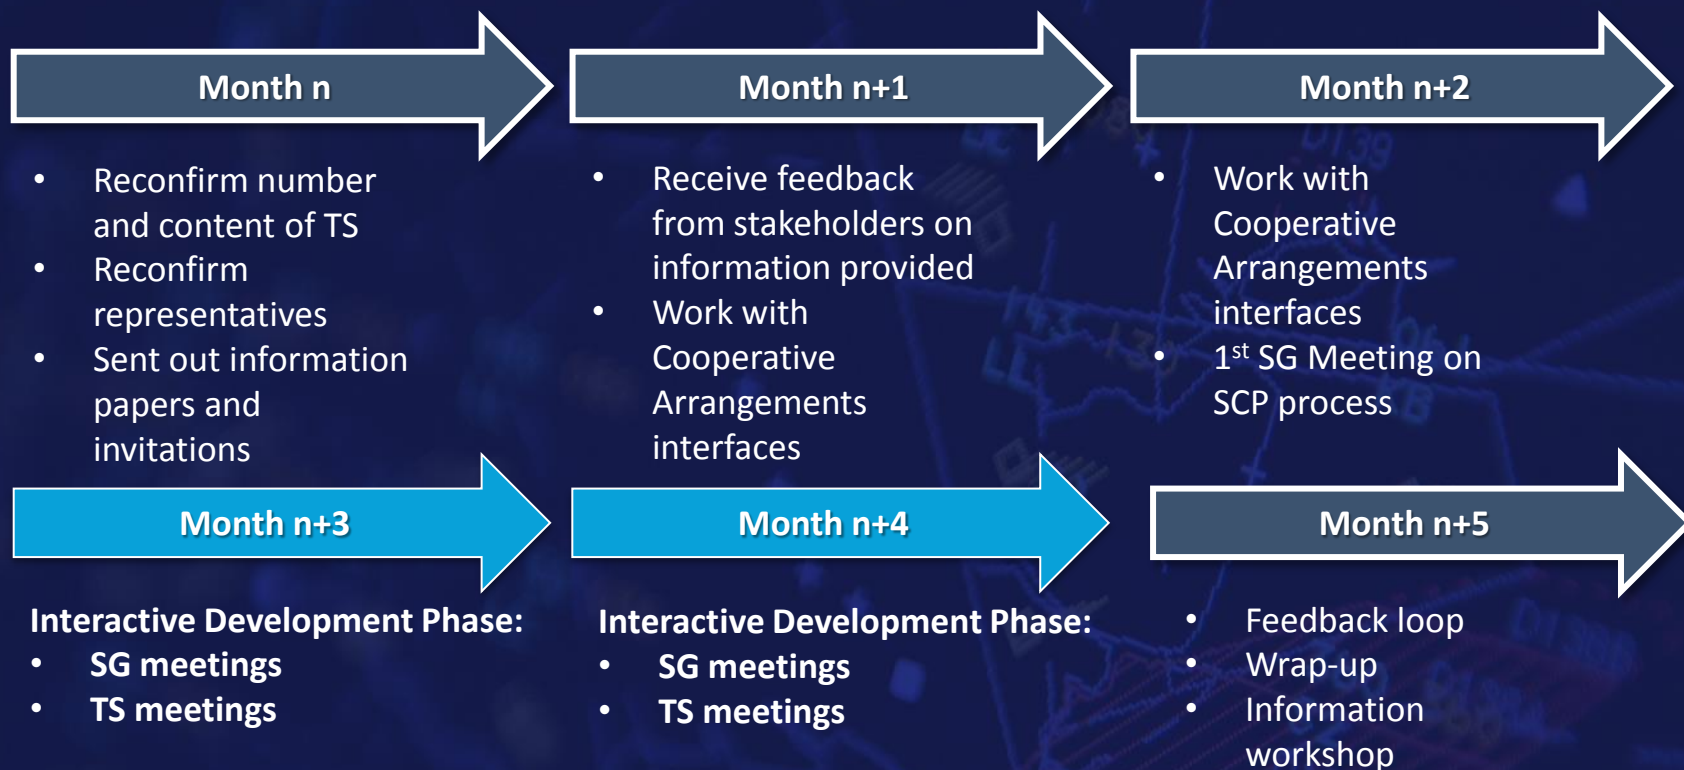 Month n
Month n+1
Month n+2
• Reconfirm number
and content of TS
• Reconfirm
representatives
• Sent out information
papers and
invitations
• Receive feedback
from stakeholders on
information provided
• Work with
Cooperative
Arrangements
interfaces
• Work with
Cooperative
Arrangements
interfaces
• 1st SG Meeting on
SCP process
Month n+3
Month n+4
Month n+5
Interactive Development Phase:
• SG meetings
• TS meetings
Interactive Development Phase:
• SG meetings
• TS meetings
• Feedback loop
• Wrap-up
• Information
workshop